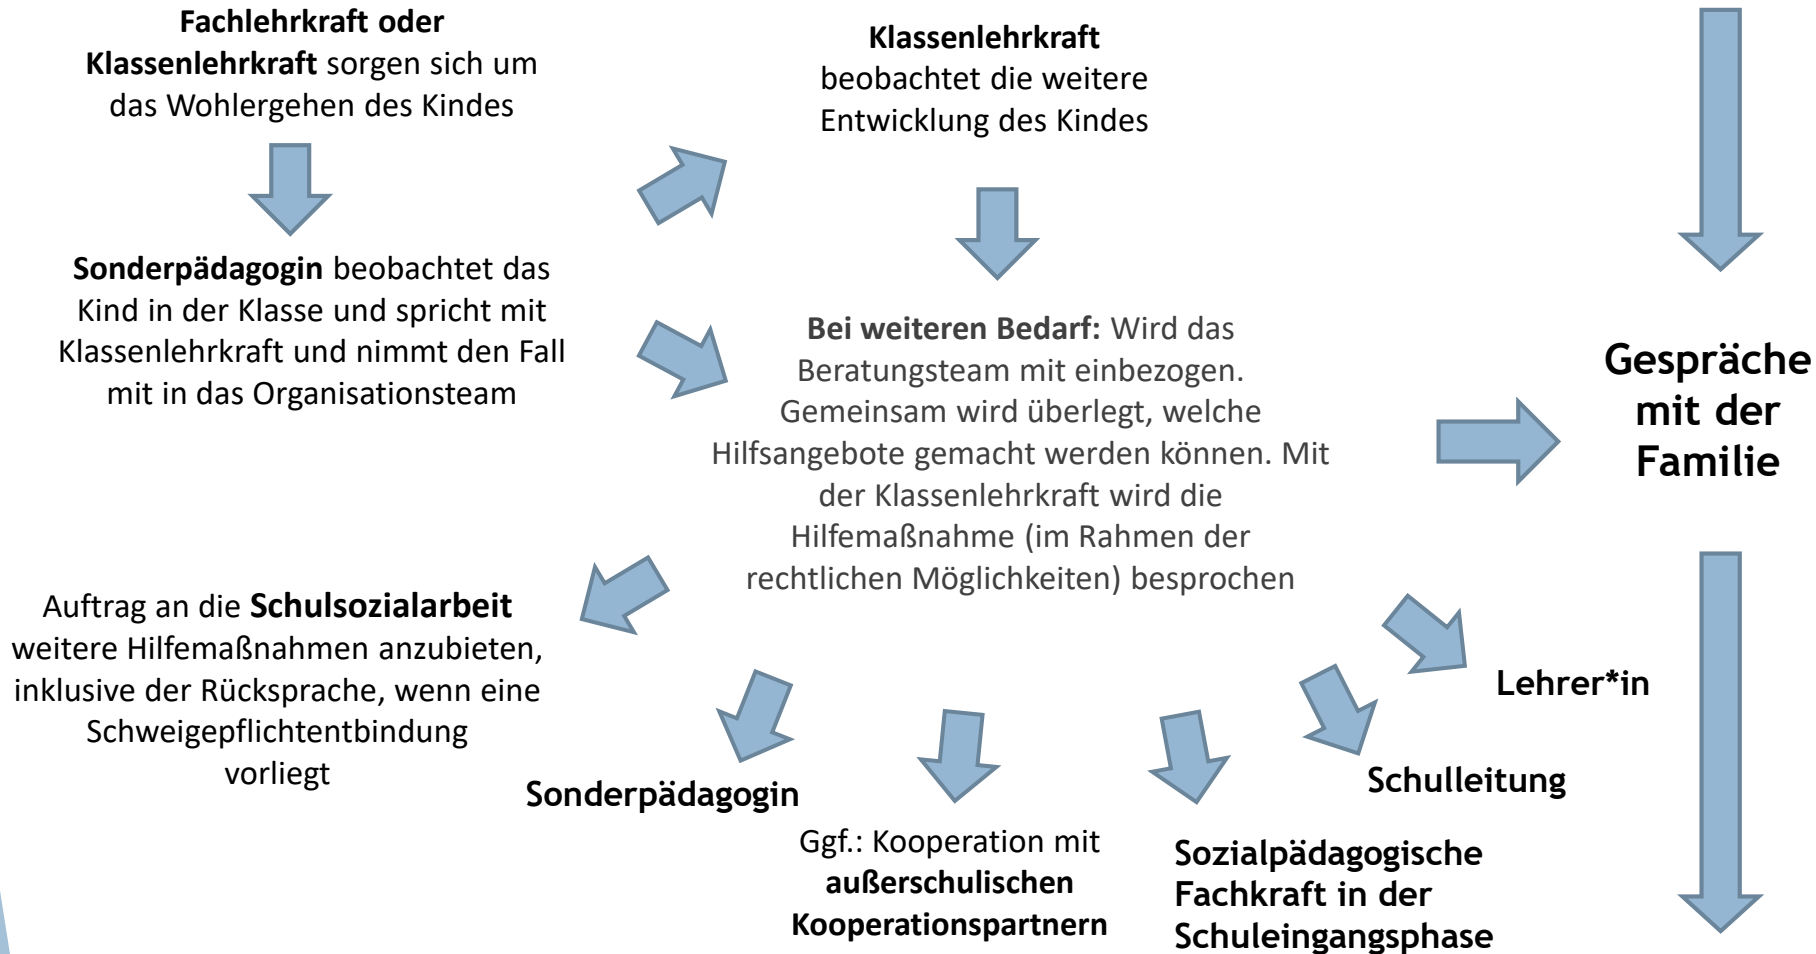 Fachlehrkraft oder
Klassenlehrkraft sorgen sich um
das Wohlergehen des Kindes
Klassenlehrkraft
beobachtet die weitere
Entwicklung des Kindes
Sonderpädagogin beobachtet das
Kind in der Klasse und spricht mit
Klassenlehrkraft und nimmt den Fall
mit in das Organisationsteam
Bei weiteren Bedarf: Wird das
Beratungsteam mit einbezogen.
Gemeinsam wird überlegt, welche
Hilfsangebote gemacht werden können. Mit
der Klassenlehrkraft wird die
Hilfemaßnahme (im Rahmen der
rechtlichen Möglichkeiten) besprochen
Gespräche
mit der
Familie
Auftrag an die Schulsozialarbeit
weitere Hilfemaßnahmen anzubieten,
inklusive der Rücksprache, wenn eine
Schweigepflichtentbindung
vorliegt
Sonderpädagogin
Ggf.: Kooperation mit
außerschulischen
Kooperationspartnern
Sozialpädagogische
Fachkraft in der
Schuleingangsphase
Schulleitung
Lehrer*in